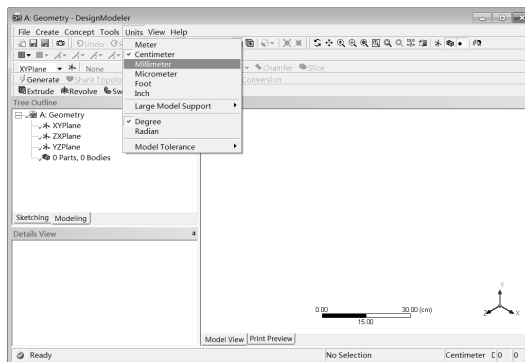 A: Geometry - DesignModeler
File Create Concept Tools Units View Help
Undo
Meter
Centimeter
Millimeter
Micrometer
Foot
Inch
Large Model Support
Degree
Radian
Model Tolerance
XYPlane None
Chamfer Slice
Generate Share Topolo
Conversion
Extrude Revolve Sw
Tree Outline
A: Geometry
XYPlane
ZXPlane
YZPlane
0 Parts, 0 Bodies
Sketching Modeling
Details View
0.00 30.00 (cm)
15.00
Y
Z X
Model View Print Preview
Ready No Selection Centimeter D 0 0